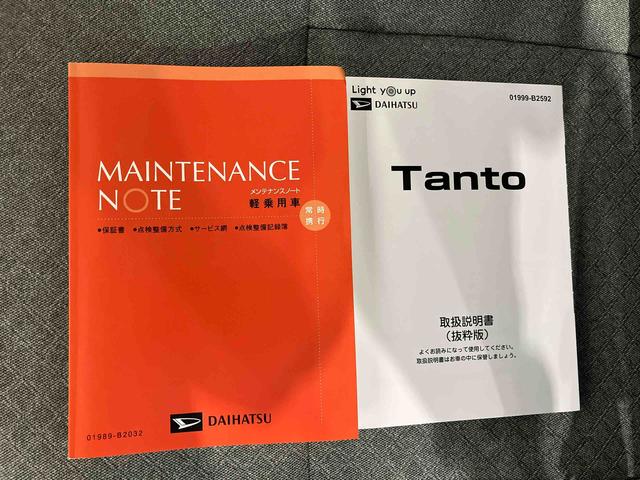 MAINTENANCE
NOTE
メンテナンスノート
軽乗用車
常時
携行
●保証書 ●点検整備方式 ●サービス網 ●点検整備記録簿
DAIHATSU
01989-B2032
Light you up
DAIHATSU
01999-B2592
Tanto
取扱説明書
(抜粋版)
よくお読みになって使用してください。
取扱説明書はお車の中に保管しましょう。